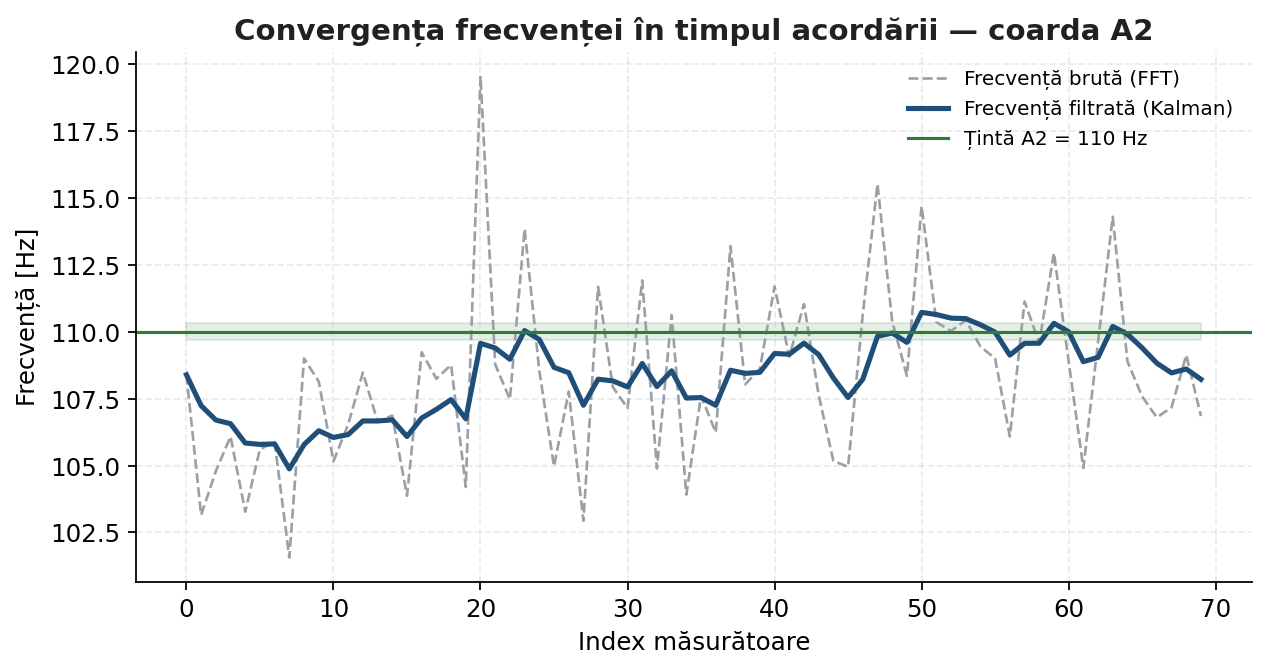 Convergența frecvenței în timpul acordării — coarda A2
Frecvență brută (FFT)
Frecvență filtrată (Kalman)
Țintă A2 = 110 Hz
Frecvență [Hz]
120.0
117.5
115.0
112.5
110.0
107.5
105.0
102.5
0 10 20 30 40 50 60 70
Index măsurătoare